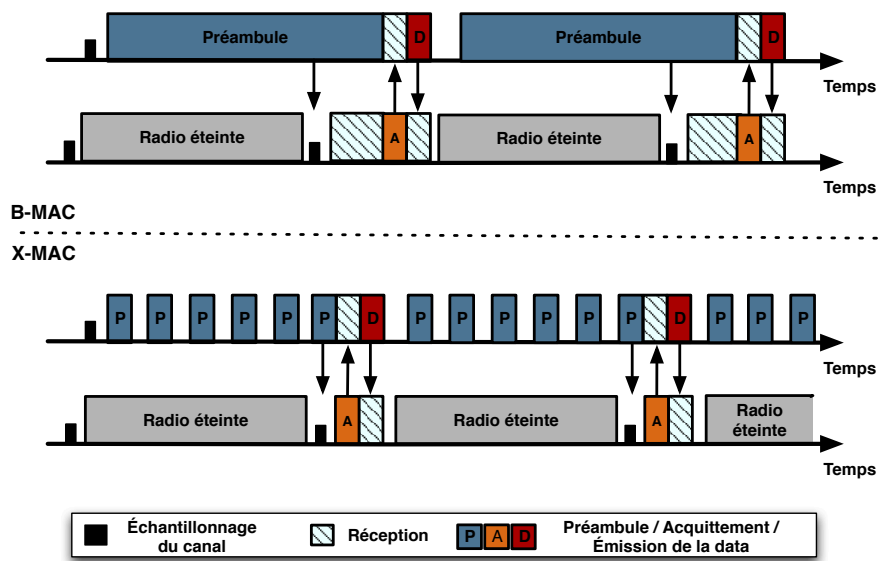 Préambule D Préambule D
Temps
Radio éteinte A Radio éteinte A
Temps
B-MAC
X-MAC
P P P P P P D P P P P P P D P P P
Temps
Radio éteinte A Radio éteinte A Radio
éteinte
Temps
Échantillonnage
du canal
Réception
P A D
Préambule / Acquittement /
Émission de la data